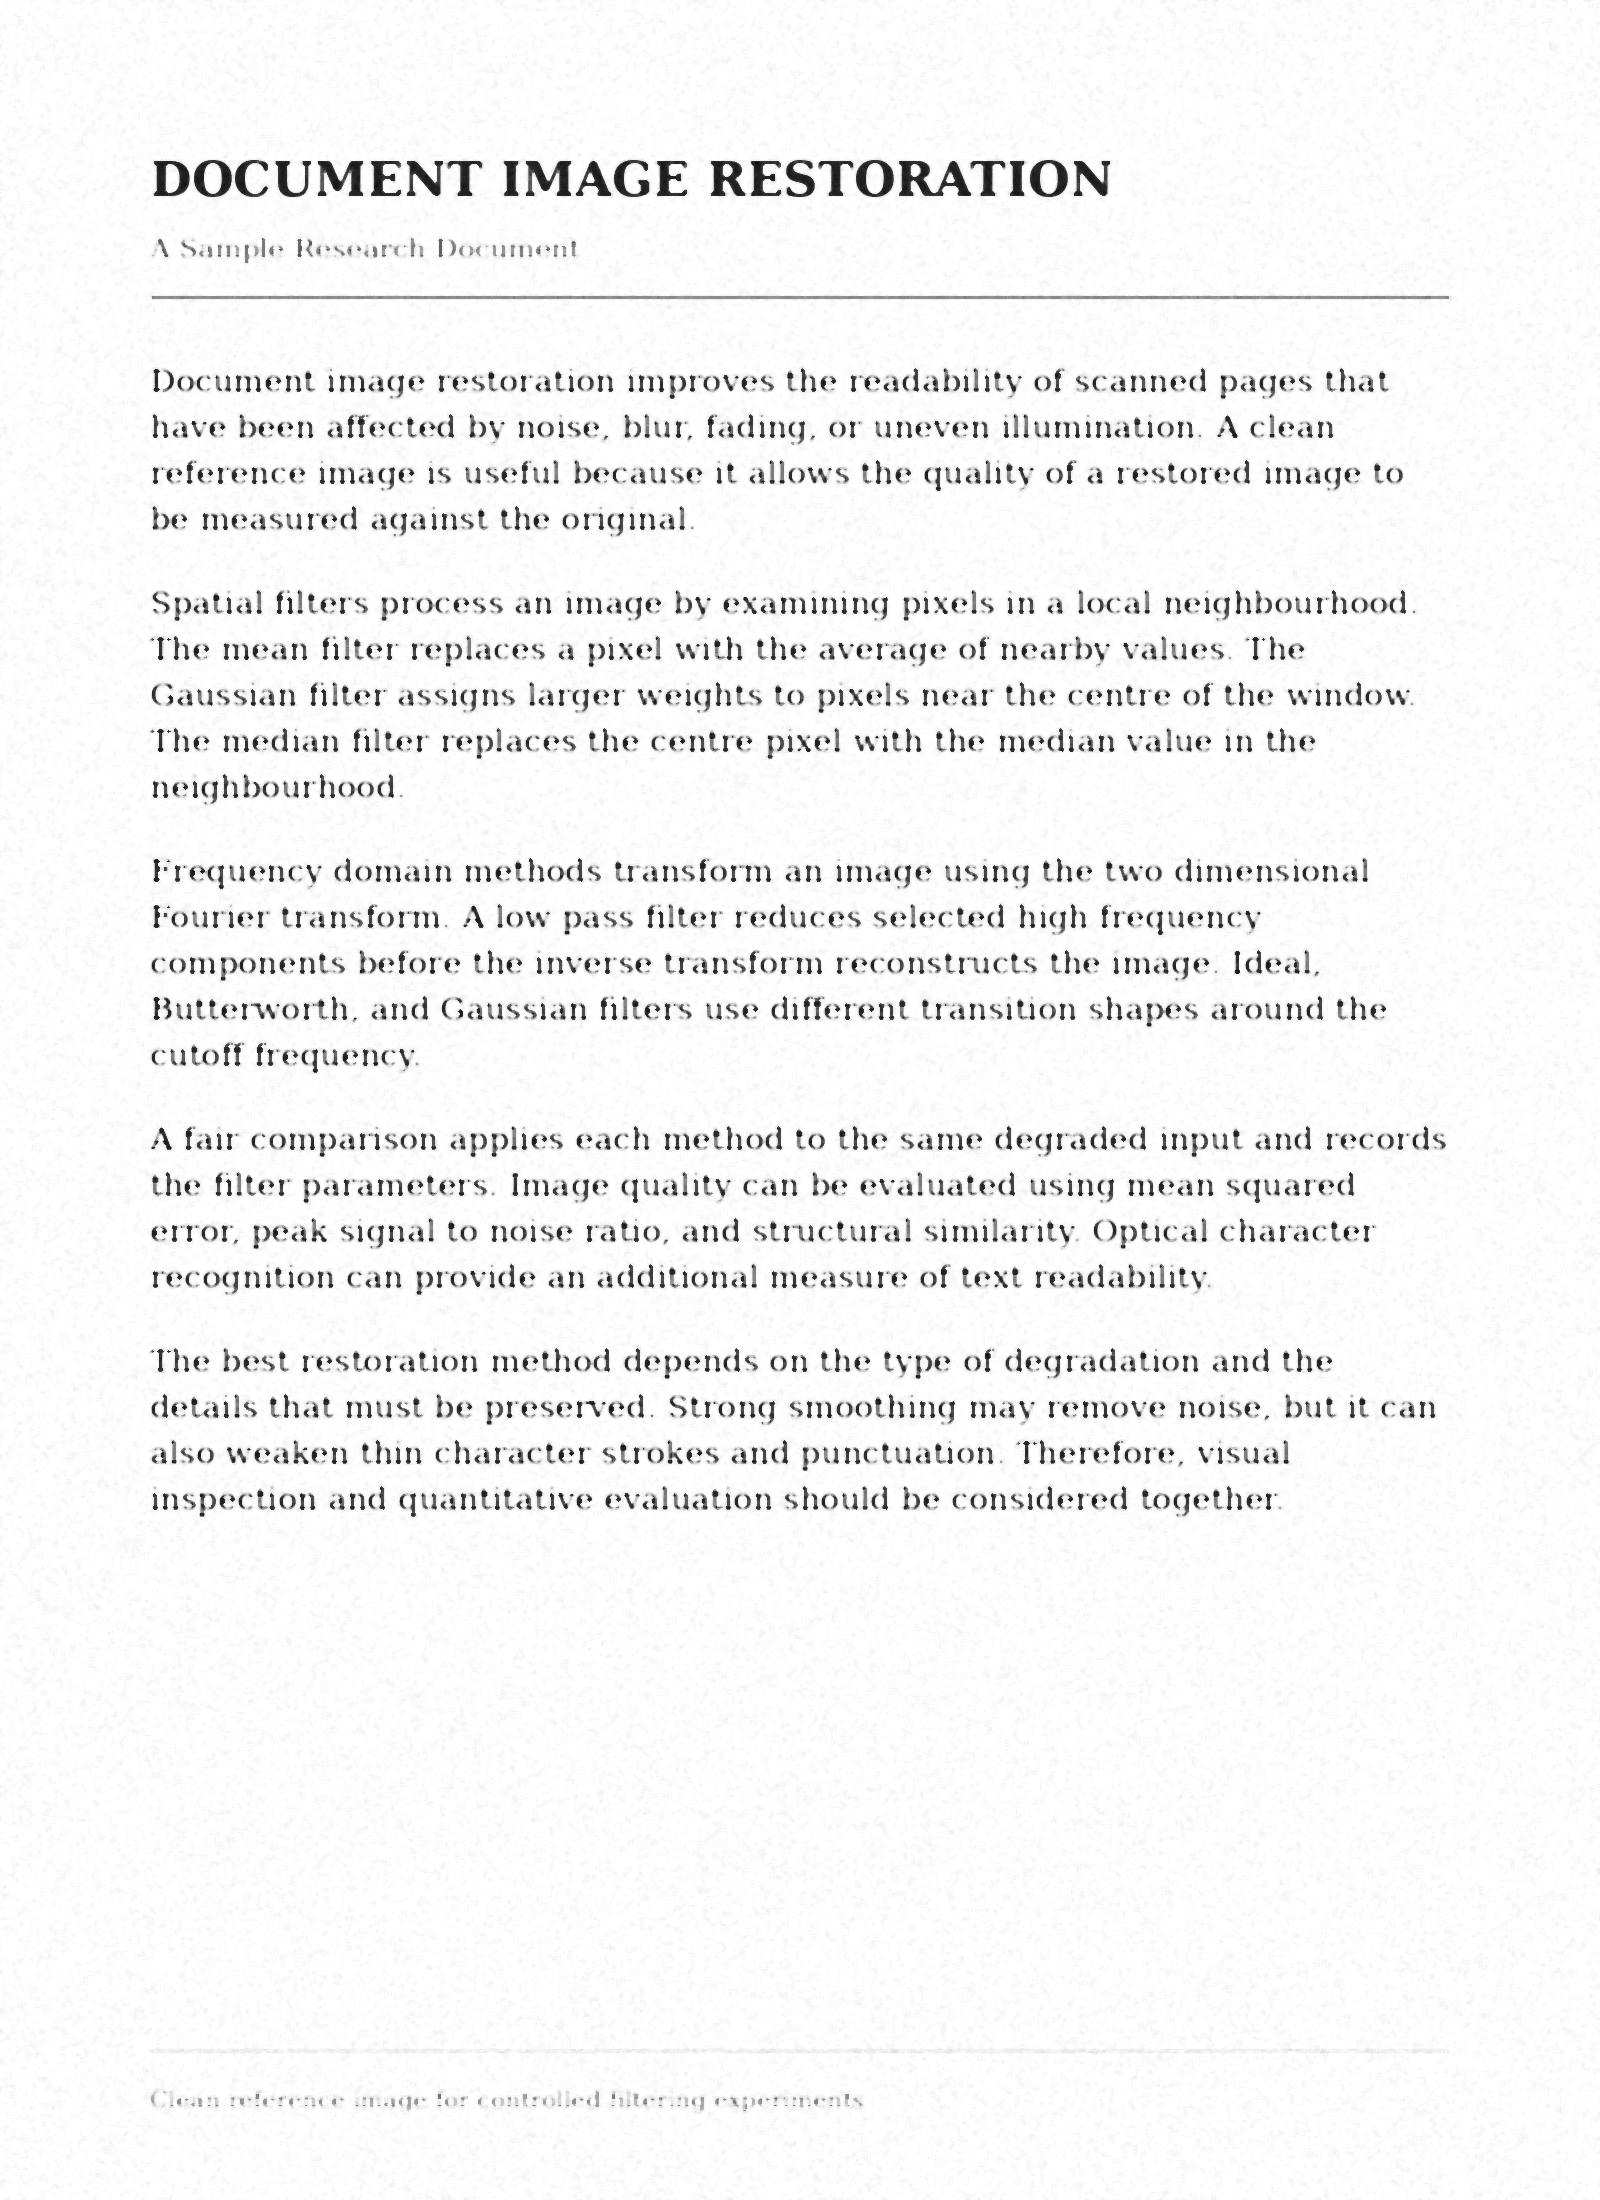 DOCUMENT IMAGE RESTORATION
A Sample Research Document
Document image restoration improves the readability of scanned pages that
have been affected by noise, blur, fading, or uneven illumination. A clean
reference image is useful because it allows the quality of a restored image to
be measured against the original.
Spatial filters process an image by examining pixels in a local neighbourhood.
The mean filter replaces a pixel with the average of nearby values. The
Gaussian filter assigns larger weights to pixels near the centre of the window.
The median filter replaces the centre pixel with the median value in the
neighbourhood.
Frequency domain methods transform an image using the two dimensional
Fourier transform. A low pass filter reduces selected high frequency
components before the inverse transform reconstructs the image. Ideal,
Butterworth, and Gaussian filters use different transition shapes around the
cutoff frequency.
A fair comparison applies each method to the same degraded input and records
the filter parameters. Image quality can be evaluated using mean squared
error, peak signal to noise ratio, and structural similarity. Optical character
recognition can provide an additional measure of text readability.
The best restoration method depends on the type of degradation and the
details that must be preserved. Strong smoothing may remove noise, but it can
also weaken thin character strokes and punctuation. Therefore, visual
inspection and quantitative evaluation should be considered together.
Clean reference image for controlled filtering experiments